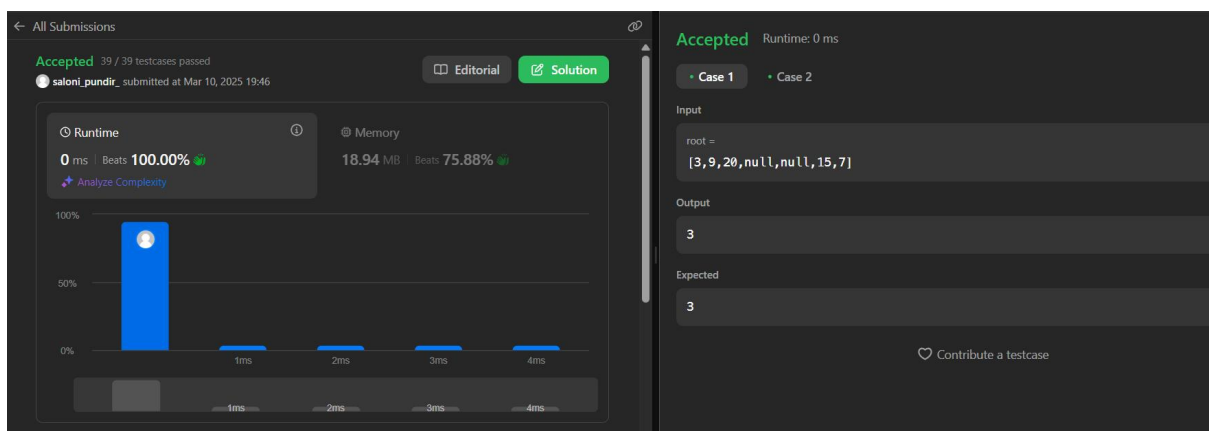 ← All Submissions
Accepted 39 / 39 testcases passed
saloni_pundir_ submitted at Mar 10, 2025 19:46
Editorial
Solution
Runtime
0 ms | Beats 100.00%
Analyze Complexity
Memory
18.94 MB | Beats 75.88%
100%
50%
0%
1ms 2ms 3ms 4ms
1ms 2ms 3ms 4ms
Accepted Runtime: 0 ms
• Case 1 • Case 2
Input
root =
[3,9,20,null,null,15,7]
Output
3
Expected
3
Contribute a testcase